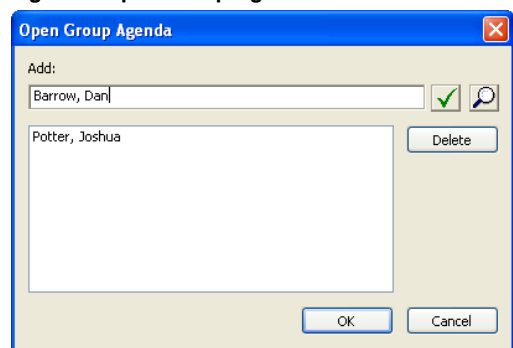 Open Group Agenda
Add:
Barrow, Dan
Potter, Joshua
Delete
OK
Cancel